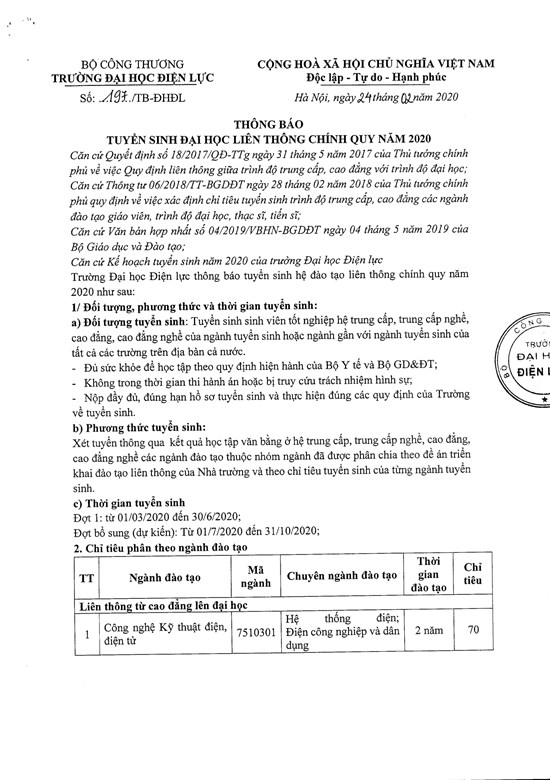 BỘ CÔNG THƯƠNG
TRƯỜNG ĐẠI HỌC ĐIỆN LỰC
Số: 197/TB-ĐHĐL
CỘNG HOÀ XÃ HỘI CHỦ NGHĨA VIỆT NAM
Độc lập - Tự do - Hạnh phúc
Hà Nội, ngày 24 tháng 02 năm 2020
THÔNG BÁO
TUYỂN SINH ĐẠI HỌC LIÊN THÔNG CHÍNH QUY NĂM 2020
Căn cứ Quyết định số 18/2017/QĐ-TTg ngày 31 tháng 5 năm 2017 của Thủ tướng chính
phủ về việc Quy định liên thông giữa trình độ trung cấp, cao đẳng với trình độ đại học;
Căn cứ Thông tư 06/2018/TT-BGDĐT ngày 28 tháng 02 năm 2018 của Thủ tướng chính
phủ quy định về việc xác định chỉ tiêu tuyển sinh trình độ trung cấp, cao đẳng các ngành
đào tạo giáo viên, trình độ đại học, thạc sĩ, tiến sĩ;
Căn cứ Văn bản hợp nhất số 04/2019/VBHN-BGDĐT ngày 04 tháng 5 năm 2019 của
Bộ Giáo dục và Đào tạo;
Căn cứ Kế hoạch tuyển sinh năm 2020 của trường Đại học Điện lực
Trường Đại học Điện lực thông báo tuyển sinh hệ đào tạo liên thông chính quy năm
2020 như sau:
1/ Đối tượng, phương thức và thời gian tuyển sinh:
a) Đối tượng tuyển sinh: Tuyển sinh sinh viên tốt nghiệp hệ trung cấp, trung cấp nghề,
cao đẳng, cao đẳng nghề của ngành tuyển sinh hoặc ngành gần với ngành tuyển sinh của
tất cả các trường trên địa bàn cả nước.
- Đủ sức khỏe để học tập theo quy định hiện hành của Bộ Y tế và Bộ GD&ĐT;
- Không trong thời gian thi hành án hoặc bị truy cứu trách nhiệm hình sự;
- Nộp đầy đủ, đúng hạn hồ sơ tuyển sinh và thực hiện đúng các quy định của Trường
về tuyển sinh.
CÔNG
BỘ
TRƯỜ
ĐẠI H
ĐIỆN L
b) Phương thức tuyển sinh:
Xét tuyển thông qua kết quả học tập văn bằng ở hệ trung cấp, trung cấp nghề, cao đẳng,
cao đẳng nghề các ngành đào tạo thuộc nhóm ngành đã được phân chia theo đề án triển
khai đào tạo liên thông của Nhà trường và theo chỉ tiêu tuyển sinh của từng ngành tuyển
sinh.
c) Thời gian tuyển sinh
Đợt 1: từ 01/03/2020 đến 30/6/2020;
Đợt bổ sung (dự kiến): Từ 01/7/2020 đến 31/10/2020;
2. Chỉ tiêu phân theo ngành đào tạo
TT
Ngành đào tạo
Mã
ngành
Chuyên ngành đào tạo
Thời
gian
đào tạo
Chỉ
tiêu
Liên thông từ cao đẳng lên đại học
1
Công nghệ Kỹ thuật điện,
điện tử
7510301
Hệ thống điện;
Điện công nghiệp và dân
dụng
2 năm
70